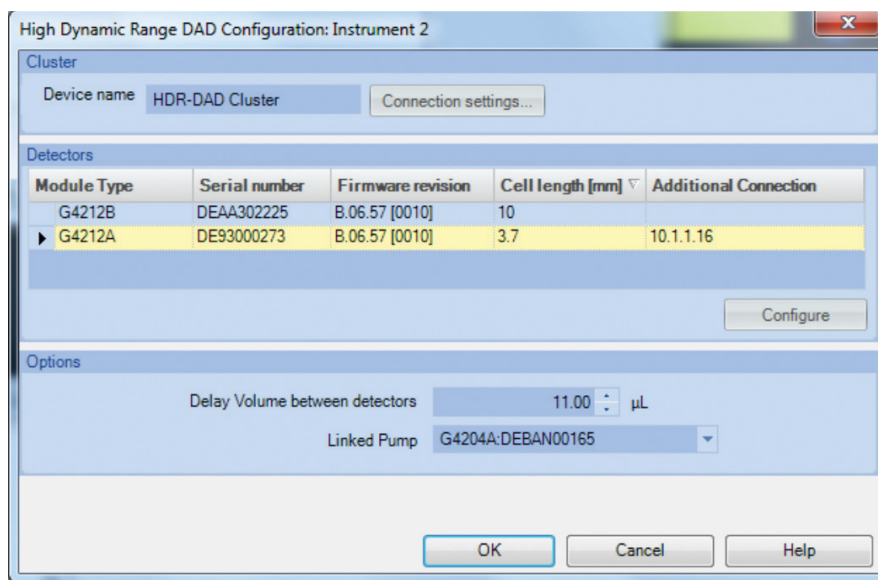 High Dynamic Range DAD Configuration: Instrument 2
Cluster
Device name HDR-DAD Cluster Connection settings...
Detectors
Module Type Serial number Firmware revision Cell length [mm] Additional Connection
G4212B DEAA302225 B.06.57 [0010] 10
G4212A DE93000273 B.06.57 [0010] 3.7 10.1.1.16
Configure
Options
Delay Volume between detectors 11.00 µL
Linked Pump G4204A:DEBAN00165
OK Cancel Help